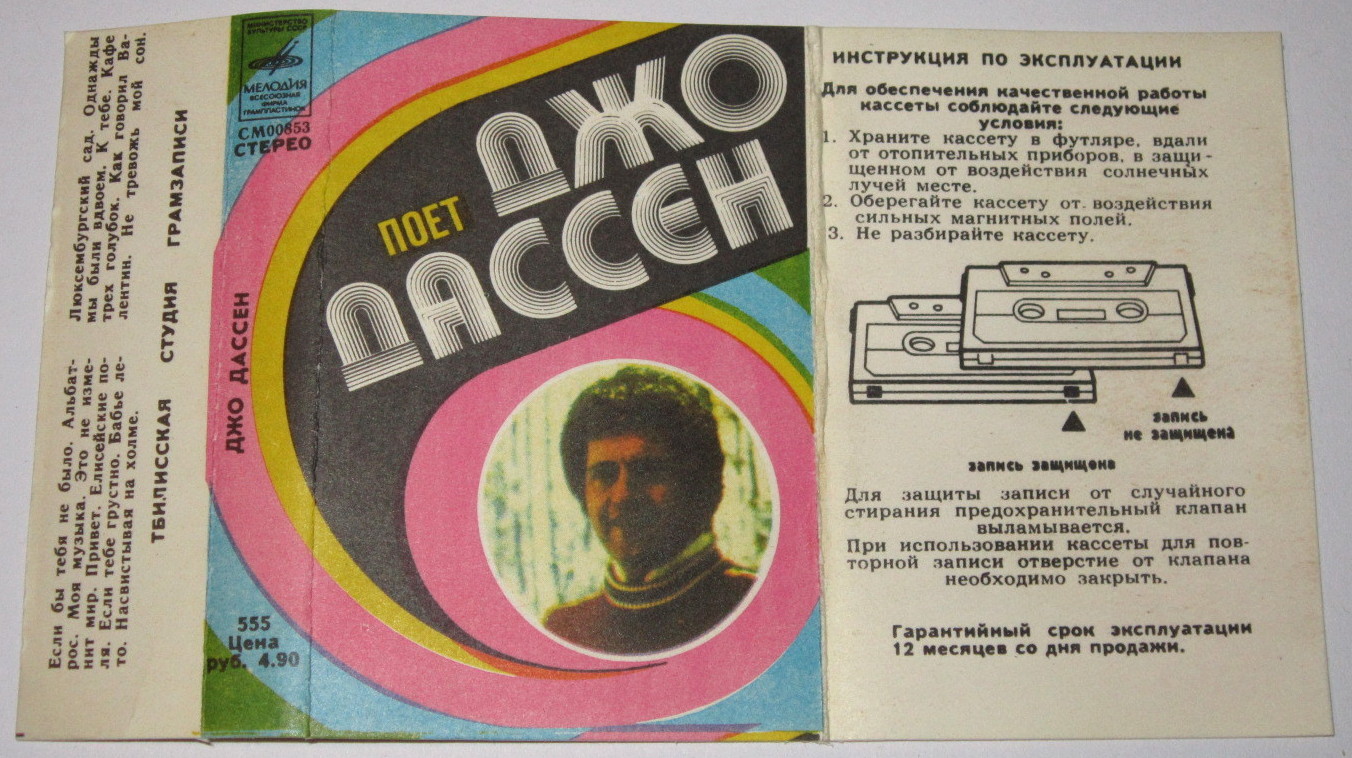 Если бы тебя не было. Альбат-
рос. Моя музыка. Это не изме-
нит мир. Привет. Елисейские по-
ля. Если тебе грустно. Бабье ле-
то. Насвистывая на холме.
Люксембургский сад. Однажды
мы были вдвоем. К тебе. Кафе
трех голубок. Как говорил Ва-
лентин. Не тревожь мой сон.
ТБИЛИССКАЯ СТУДИЯ ГРАМЗАПИСИ
МИНИСТЕРСТВО
КУЛЬТУРЫ СССР
МЕЛОДИЯ
ВСЕСОЮЗНАЯ
ФИРМА
ГРАМПЛАСТИНОК
СМ00853
СТЕРЕО
ДЖО ДАССЕН
555
Цена
руб. 4.90
ПОЕТ
ДЖО
ДАССЕН
ИНСТРУКЦИЯ ПО ЭКСПЛУАТАЦИИ
Для обеспечения качественной работы
кассеты соблюдайте следующие
условия:
1. Храните кассету в футляре, вдали
от отопительных приборов, в защи-
щенном от воздействия солнечных
лучей месте.
2. Оберегайте кассету от воздействия
сильных магнитных полей.
3. Не разбирайте кассету.
запись
не защищена
запись защищена
Для защиты записи от случайного
стирания предохранительный клапан
выламывается.
При использовании кассеты для пов-
торной записи отверстие от клапана
необходимо закрыть.
Гарантийный срок эксплуатации
12 месяцев со дня продажи.